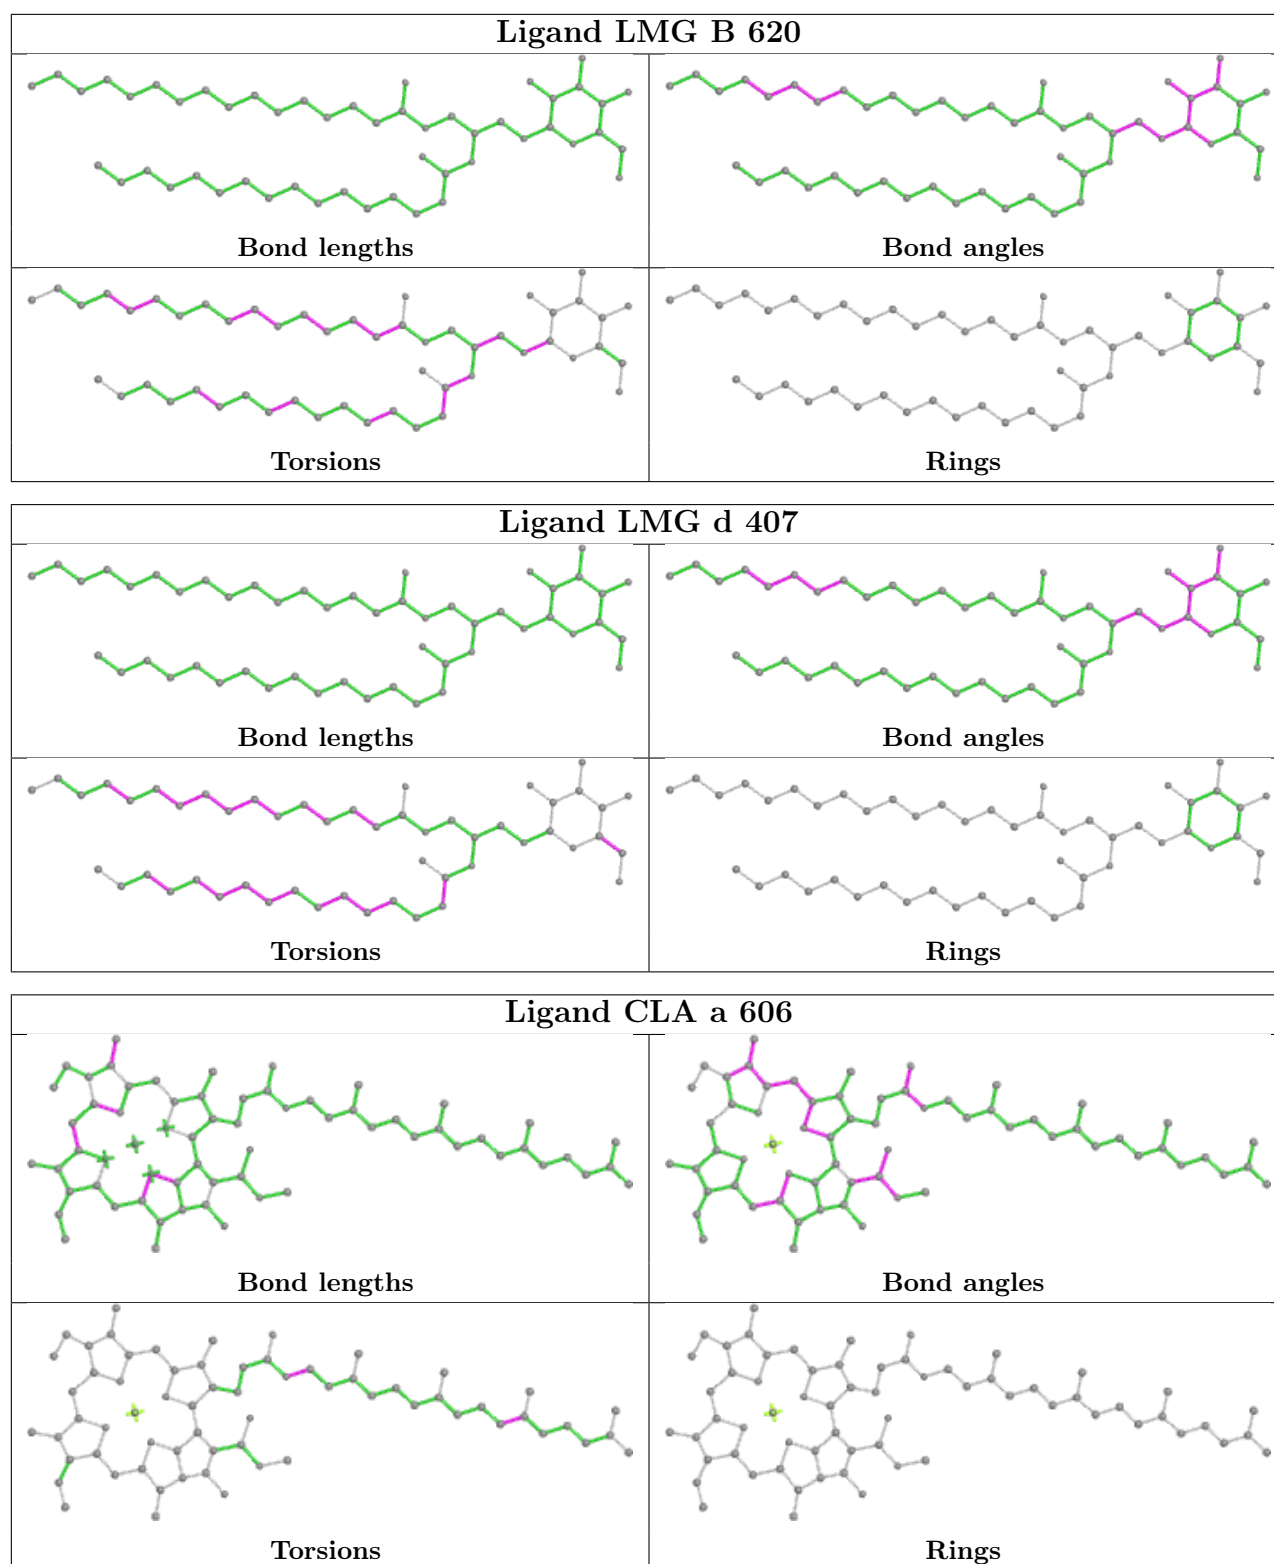 Ligand LMG B 620
Bond lengths
Bond angles
Torsions
Rings
Ligand LMG d 407
Bond lengths
Bond angles
Torsions
Rings
Ligand CLA a 606
Bond lengths
Bond angles
Torsions
Rings